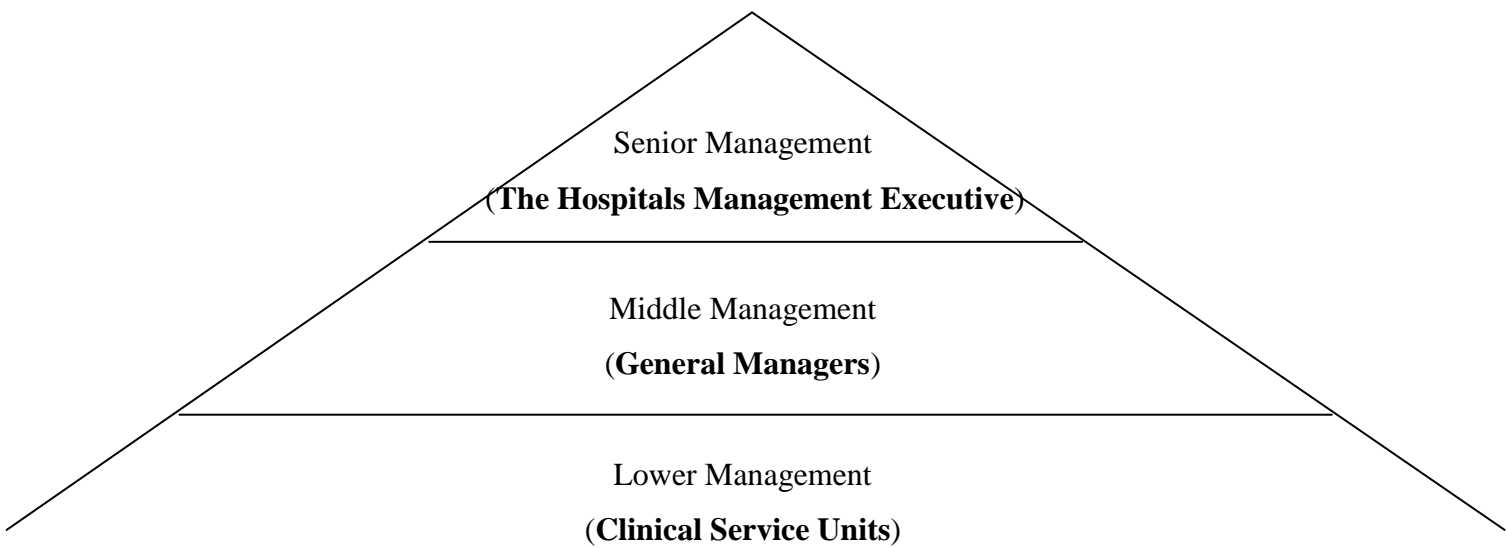 Senior Management
(The Hospitals Management Executive)
Middle Management
(General Managers)
Lower Management
(Clinical Service Units)